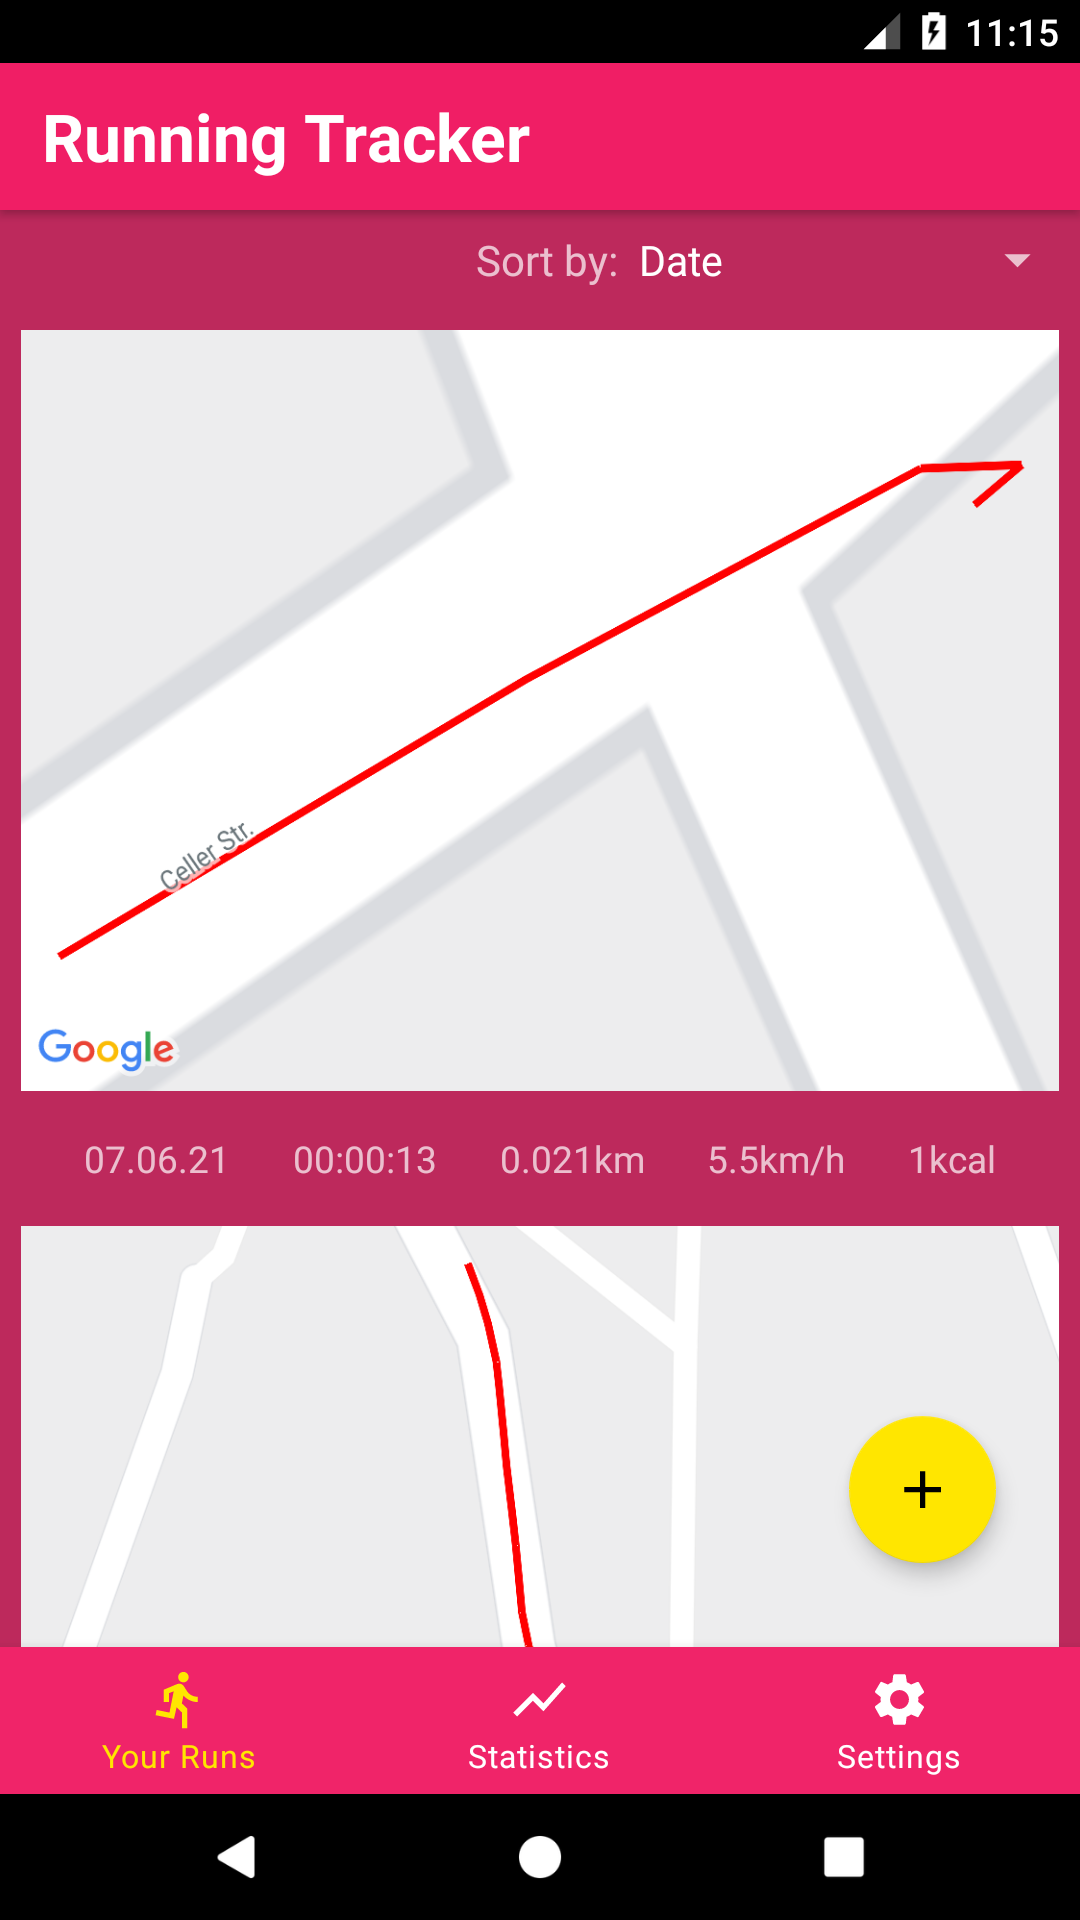 11:15
Running Tracker
Sort by: Date
Celler Str.
Google
07.06.21 00:00:13 0.021km 5.5km/h 1kcal
Your Runs Statistics Settings